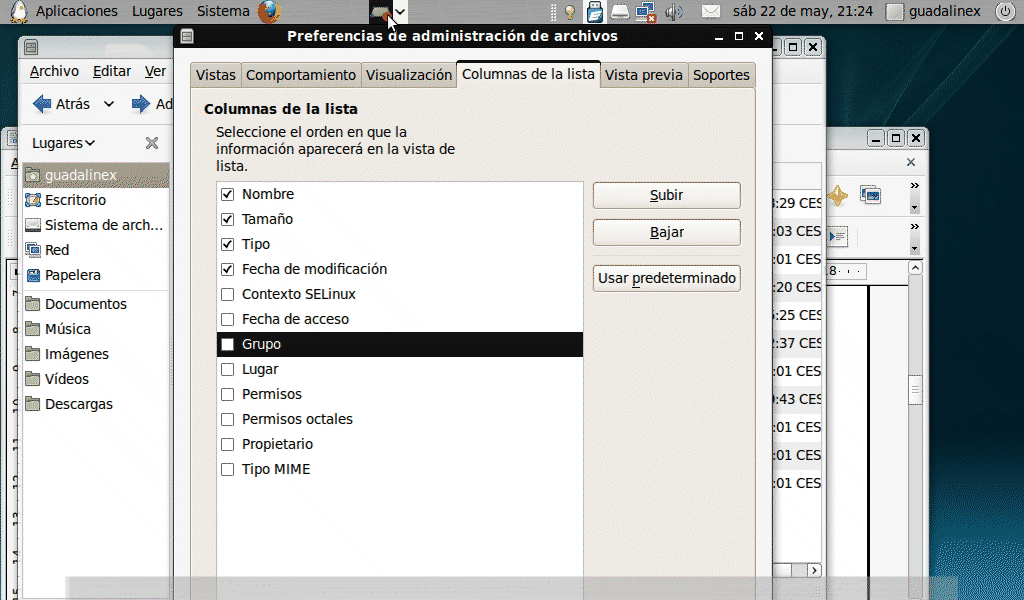 Aplicaciones Lugares Sistema sáb 22 de may, 21:24 guadalinex
Preferencias de administración de archivos
Archivo Editar Ver
Atrás Ad
Lugares
guadalinex
Escritorio
Sistema de arch...
Red
Papelera
Documentos
Música
Imágenes
Vídeos
Descargas
Vistas Comportamiento Visualización Columnas de la lista Vista previa Soportes
Columnas de la lista
Seleccione el orden en que la
información aparecerá en la vista de
lista.
Nombre
Tamaño
Tipo
Fecha de modificación
Contexto SELinux
Fecha de acceso
Grupo
Lugar
Permisos
Permisos octales
Propietario
Tipo MIME
Subir
Bajar
Usar predeterminado
:29 CES
:03 CES
:01 CES
:20 CES
:25 CES
:37 CES
:01 CES
:43 CES
:01 CES
:01 CES
:01 CES